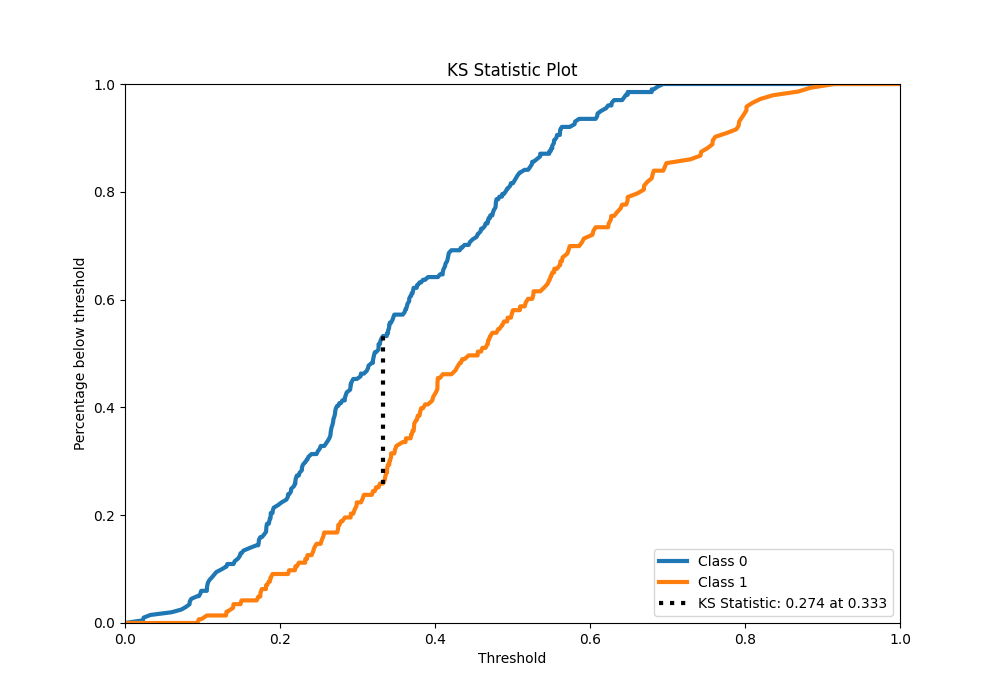 KS Statistic Plot
1.0
0.8
0.6
0.4
0.2
0.0
Percentage below threshold
0.0 0.2 0.4 0.6 0.8 1.0
Threshold
Class 0
Class 1
KS Statistic: 0.274 at 0.333